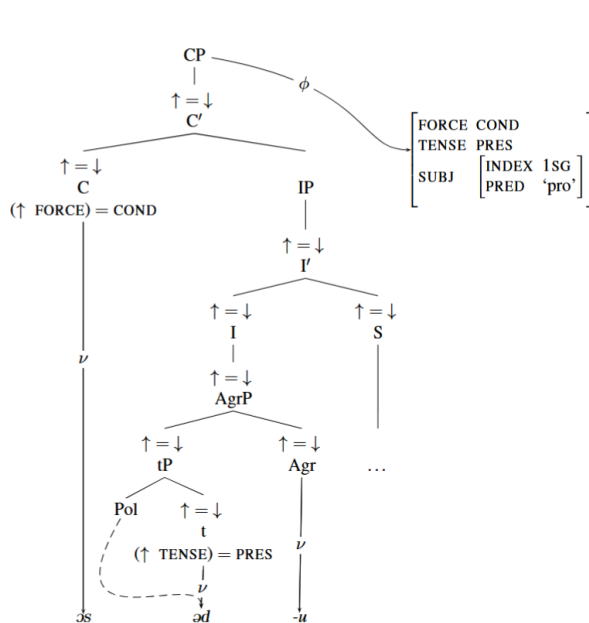 CP
ϕ
↑ = ↓
C′
FORCE COND
TENSE PRES
SUBJ [INDEX 1SG
PRED ‘pro’]
↑ = ↓
C
(↑ FORCE) = COND
IP
↑ = ↓
I′
↑ = ↓ ↑ = ↓
I S
ν
↑ = ↓
AgrP
↑ = ↓ ↑ = ↓
tP Agr ...
Pol ↑ = ↓
t
(↑ TENSE) = PRES
ν
ν
ɔs əd -u